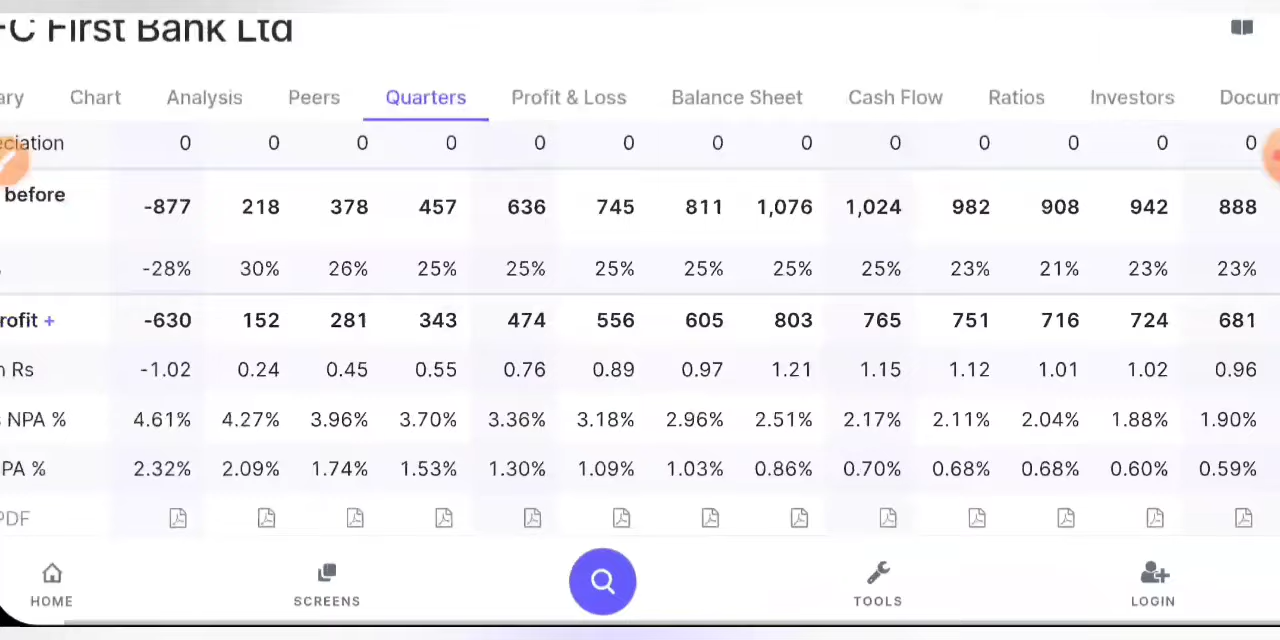 FC First Bank Ltd
ary Chart Analysis Peers Quarters Profit & Loss Balance Sheet Cash Flow Ratios Investors Docum
eciation 0 0 0 0 0 0 0 0 0 0 0 0 0
before -877 218 378 457 636 745 811 1,076 1,024 982 908 942 888
-28% 30% 26% 25% 25% 25% 25% 25% 25% 23% 21% 23% 23%
rofit + -630 152 281 343 474 556 605 803 765 751 716 724 681
n Rs -1.02 0.24 0.45 0.55 0.76 0.89 0.97 1.21 1.15 1.12 1.01 1.02 0.96
NPA % 4.61% 4.27% 3.96% 3.70% 3.36% 3.18% 2.96% 2.51% 2.17% 2.11% 2.04% 1.88% 1.90%
PA % 2.32% 2.09% 1.74% 1.53% 1.30% 1.09% 1.03% 0.86% 0.70% 0.68% 0.68% 0.60% 0.59%
PDF
HOME SCREENS TOOLS LOGIN